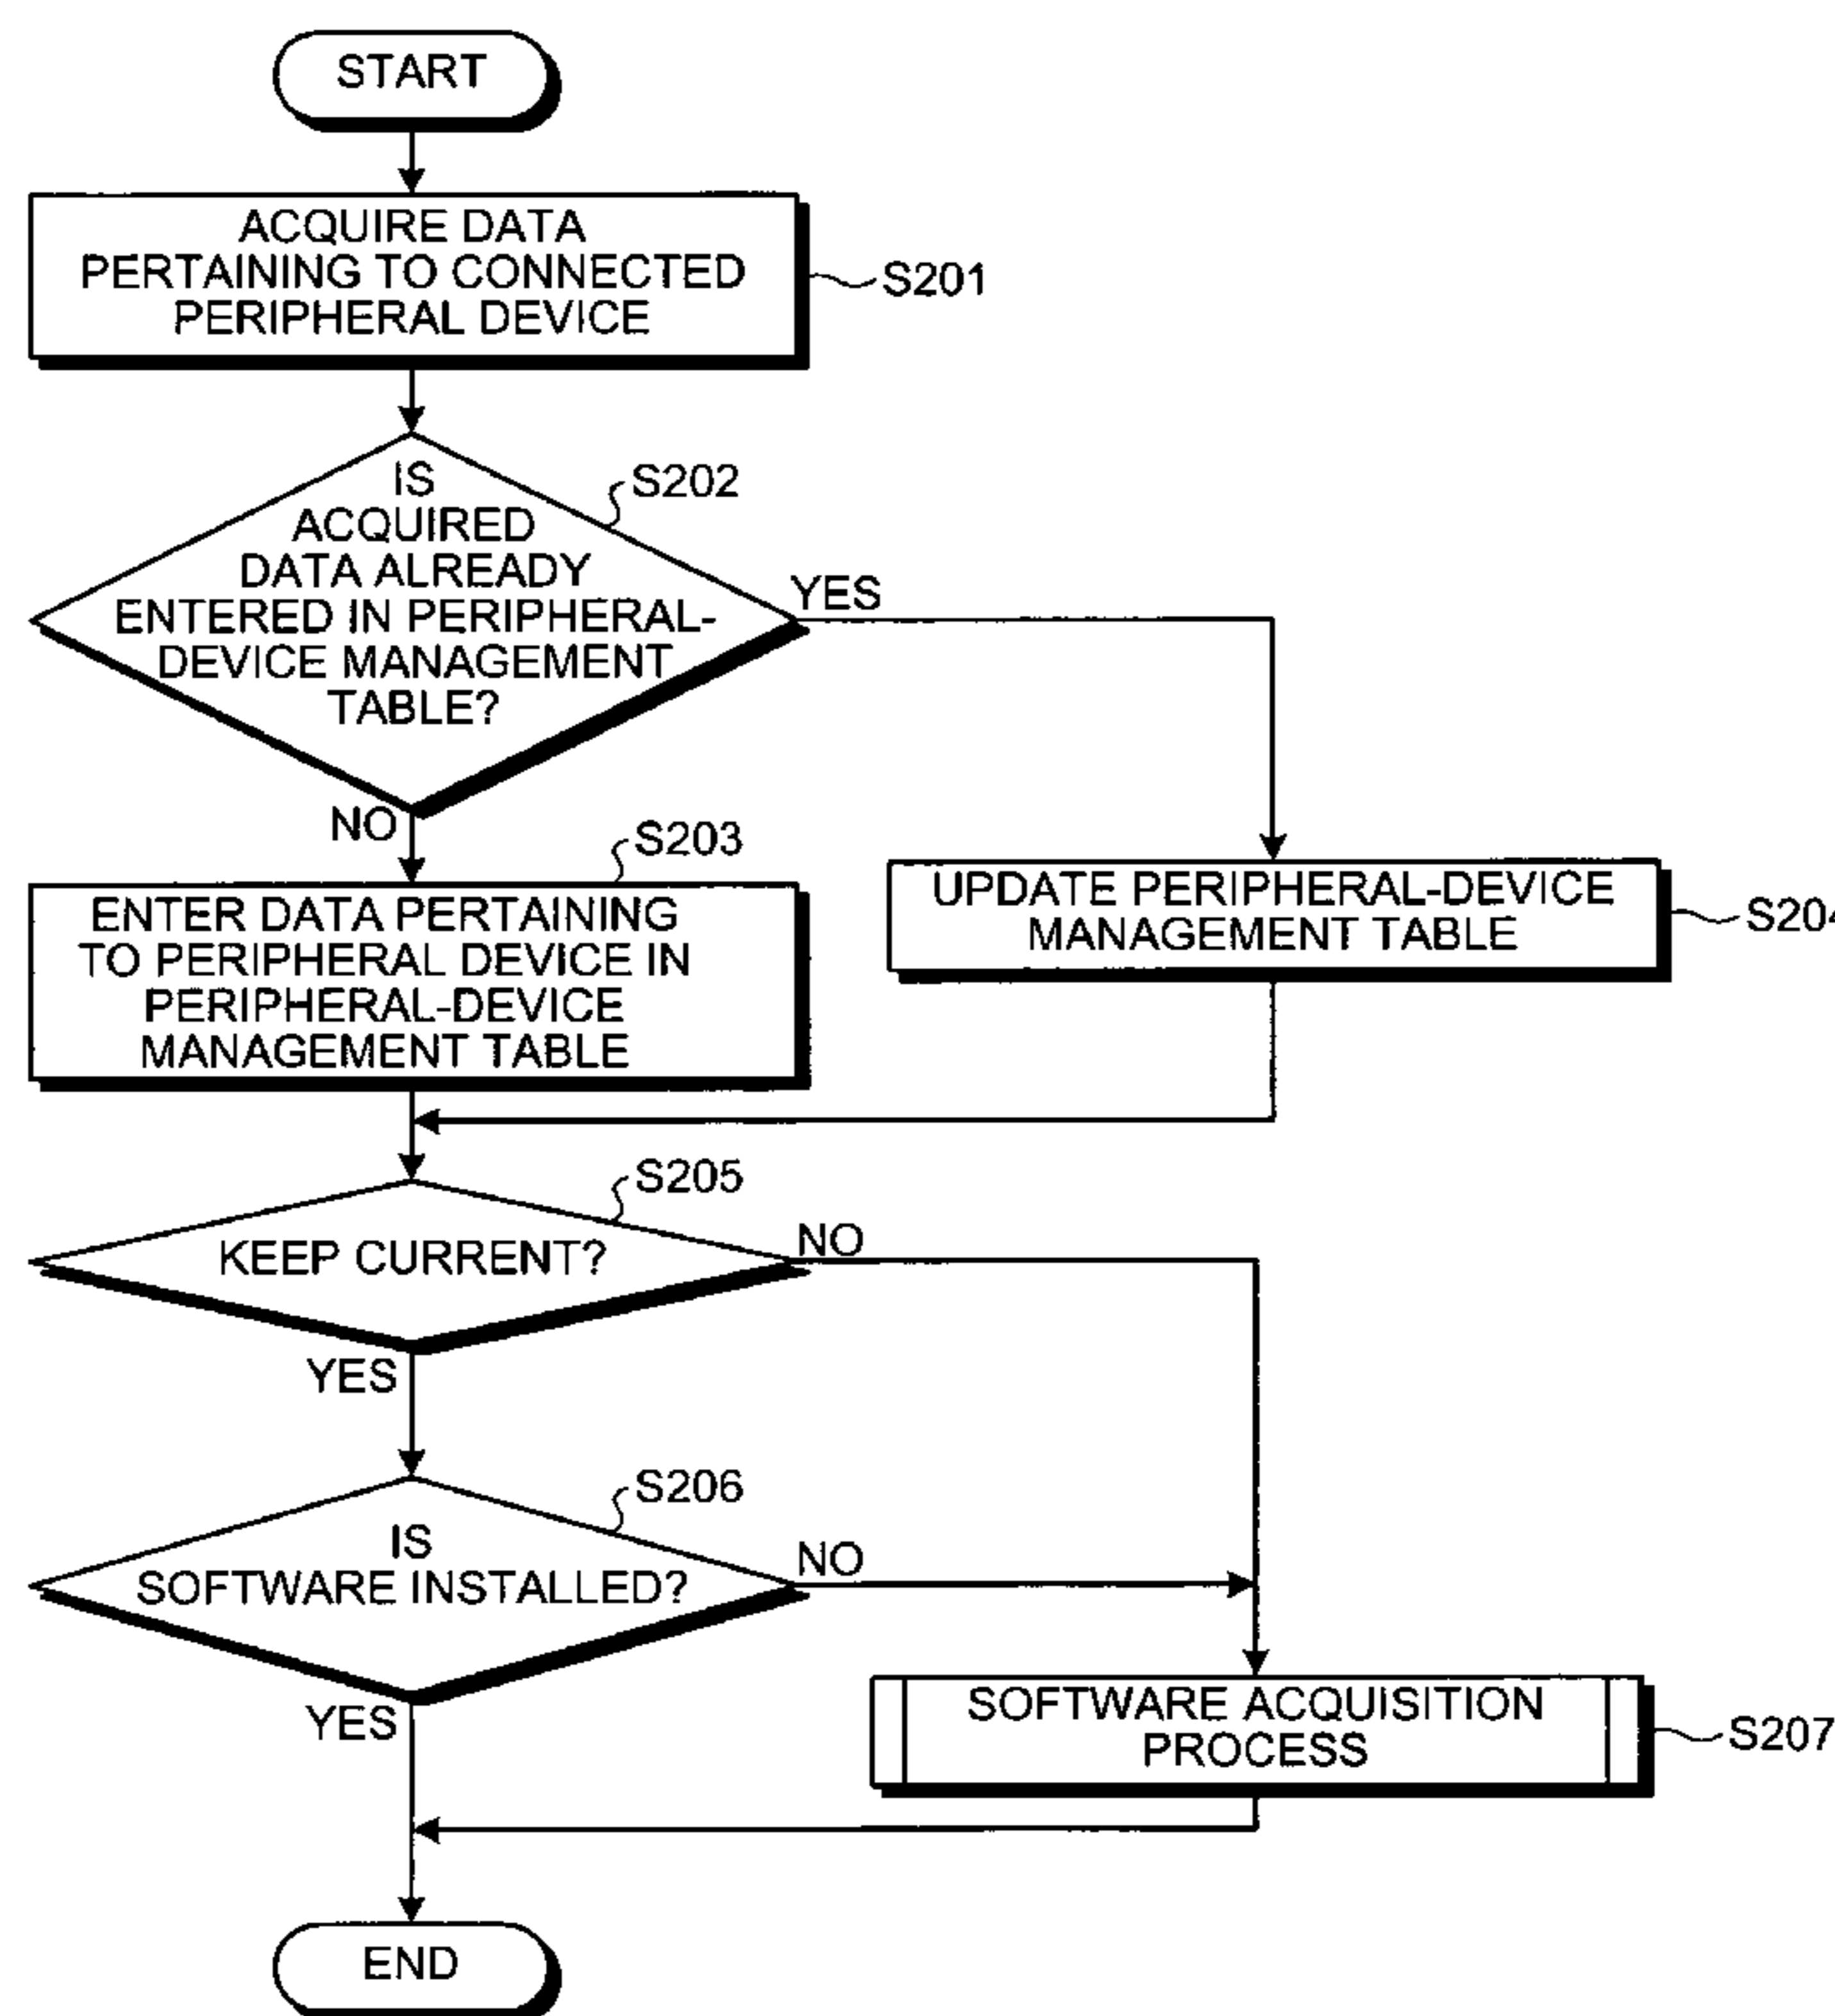 START
ACQUIRE DATA
PERTAINING TO CONNECTED
PERIPHERAL DEVICE
S201
IS
ACQUIRED
DATA ALREADY
ENTERED IN PERIPHERAL-
DEVICE MANAGEMENT
TABLE?
S202
YES
NO
S203
ENTER DATA PERTAINING
TO PERIPHERAL DEVICE IN
PERIPHERAL-DEVICE
MANAGEMENT TABLE
UPDATE PERIPHERAL-DEVICE
MANAGEMENT TABLE
S204
S205
KEEP CURRENT?
NO
YES
S206
IS
SOFTWARE INSTALLED?
NO
YES
SOFTWARE ACQUISITION
PROCESS
S207
END